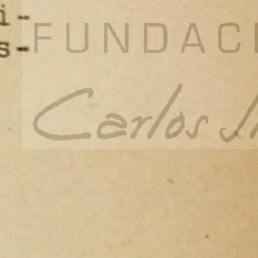 i-
s-
FUNDACI
Carlos